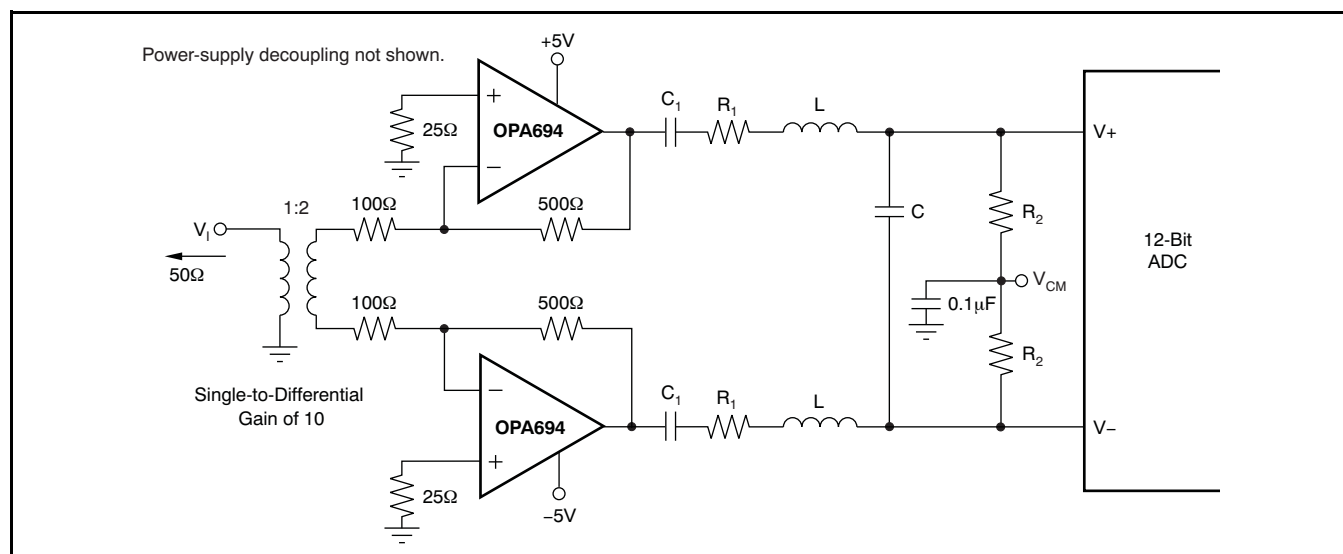 Power-supply decoupling not shown.
+5V
+
25Ω
OPA694
−
C1
R1
L
V+
1:2
100Ω
500Ω
VI
50Ω
C
R2
12-Bit
ADC
VCM
0.1μF
100Ω
500Ω
R2
Single-to-Differential
Gain of 10
−
OPA694
+
C1
R1
L
V−
25Ω
−5V